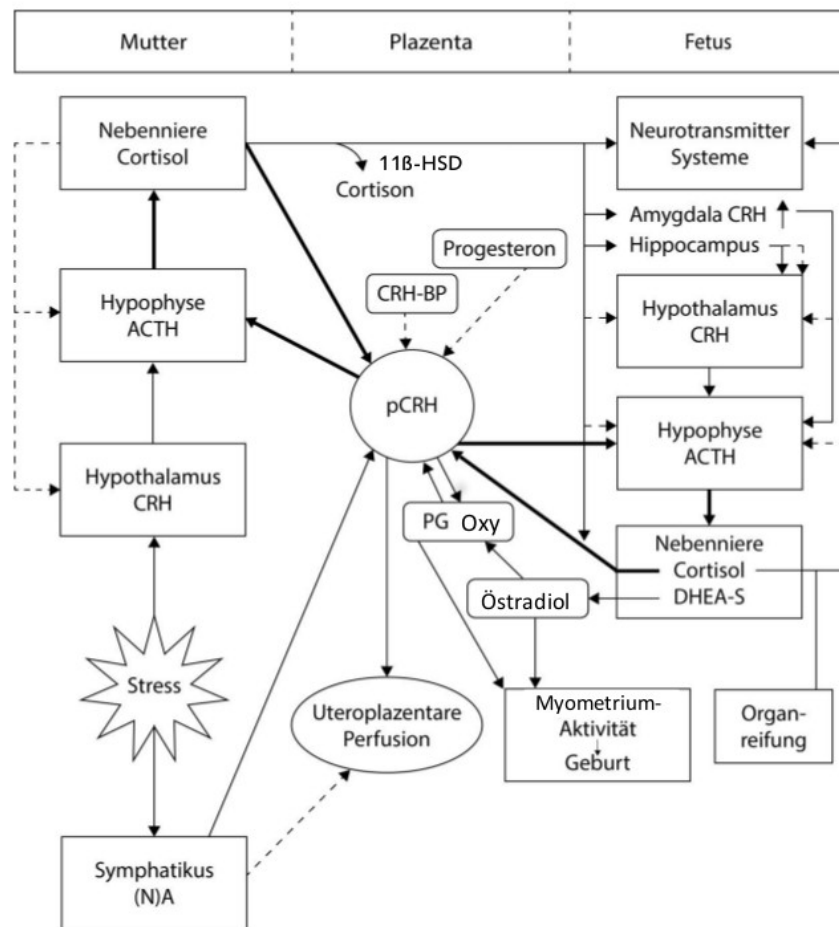 Mutter
Plazenta
Fetus
Nebenniere
Cortisol
11ß-HSD
Cortison
Neurotransmitter
Systeme
Amygdala CRH
Hippocampus
Progesteron
CRH-BP
Hypophyse
ACTH
Hypothalamus
CRH
pCRH
Hypophyse
ACTH
Hypothalamus
CRH
PG Oxy
Nebenniere
Cortisol
DHEA-S
Östradiol
Stress
Uteroplazentare
Perfusion
Myometrium-
Aktivität
Geburt
Organ-
reifung
Symphatikus
(N)A